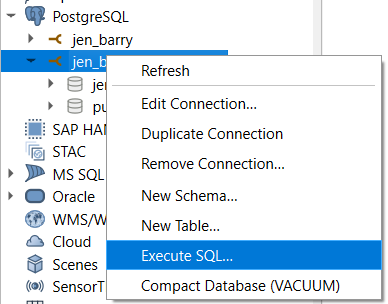 PostgreSQL
jen_barry
jen_b
Refresh
je
Edit Connection...
pu
Duplicate Connection
SAP HAN
Remove Connection...
STAC
MS SQL
New Schema...
Oracle
New Table...
WMS/W
Cloud
Execute SQL...
Scenes
Compact Database (VACUUM)
SensorT